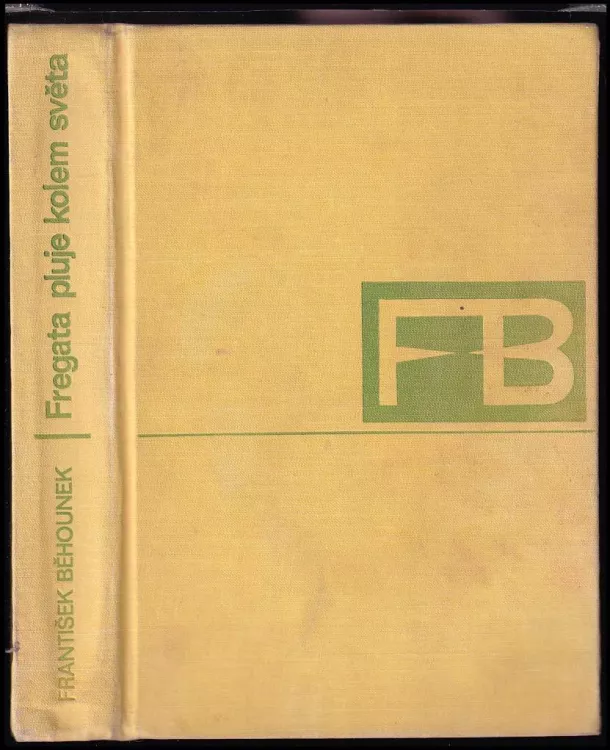 FRANTIŠEK BĚHOUNEK
Fregata pluje kolem světa
FB